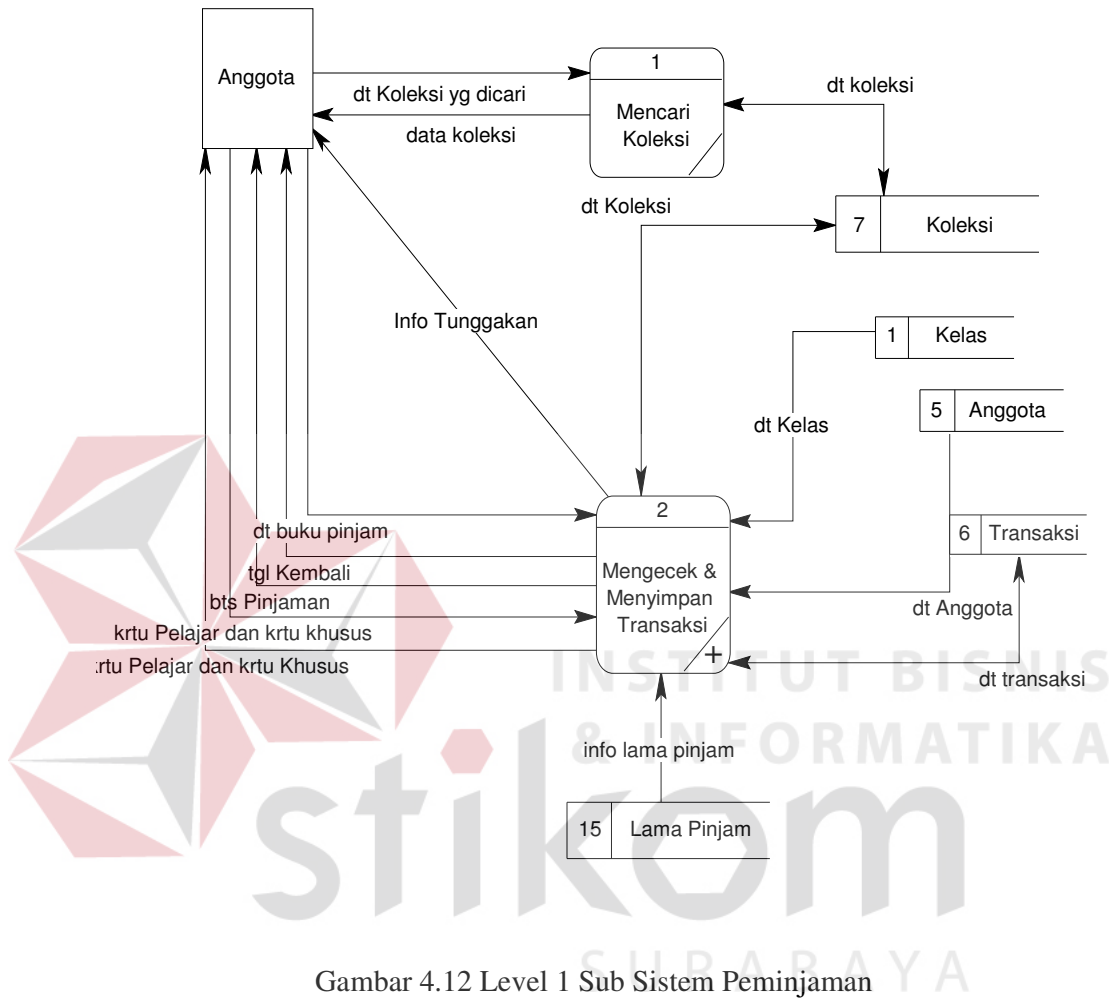 Anggota
1
Mencari
Koleksi
dt Koleksi yg dicari
data koleksi
dt koleksi
dt Koleksi
7 Koleksi
Info Tunggakan
1 Kelas
dt Kelas
5 Anggota
6 Transaksi
2
Mengecek &
Menyimpan
Transaksi
+
dt buku pinjam
tgl Kembali
bts Pinjaman
krtu Pelajar dan krtu khusus
rtu Pelajar dan krtu Khusus
dt Anggota
dt transaksi
info lama pinjam
15 Lama Pinjam
INSTITUT BISNIS
& INFORMATIKA
stikom
SURABAYA
Gambar 4.12 Level 1 Sub Sistem Peminjaman